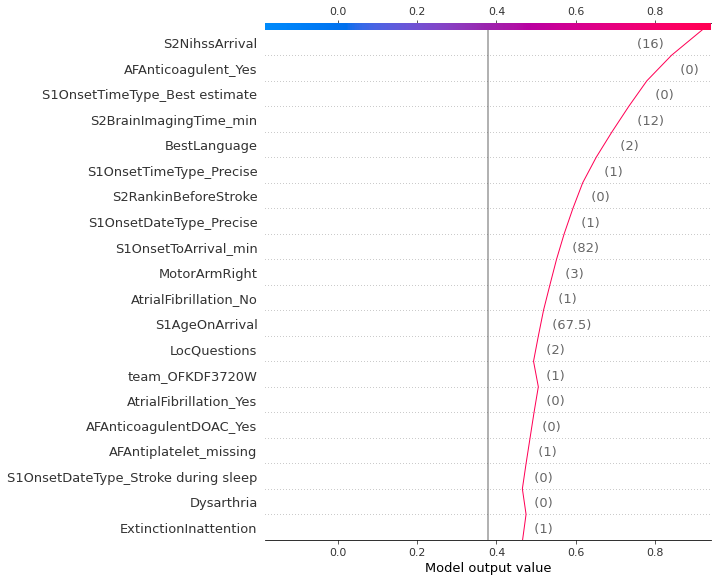 0.0 0.2 0.4 0.6 0.8
S2NihssArrival (16)
AFAnticoagulent_Yes (0)
S1OnsetTimeType_Best estimate (0)
S2BrainImagingTime_min (12)
BestLanguage (2)
S1OnsetTimeType_Precise (1)
S2RankinBeforeStroke (0)
S1OnsetDateType_Precise (1)
S1OnsetToArrival_min (82)
MotorArmRight (3)
AtrialFibrillation_No (1)
S1AgeOnArrival (67.5)
LocQuestions (2)
team_OFKDF3720W (1)
AtrialFibrillation_Yes (0)
AFAnticoagulentDOAC_Yes (0)
AFAntiplatelet_missing (1)
S1OnsetDateType_Stroke during sleep (0)
Dysarthria (0)
ExtinctionInattention (1)
0.0 0.2 0.4 0.6 0.8
Model output value